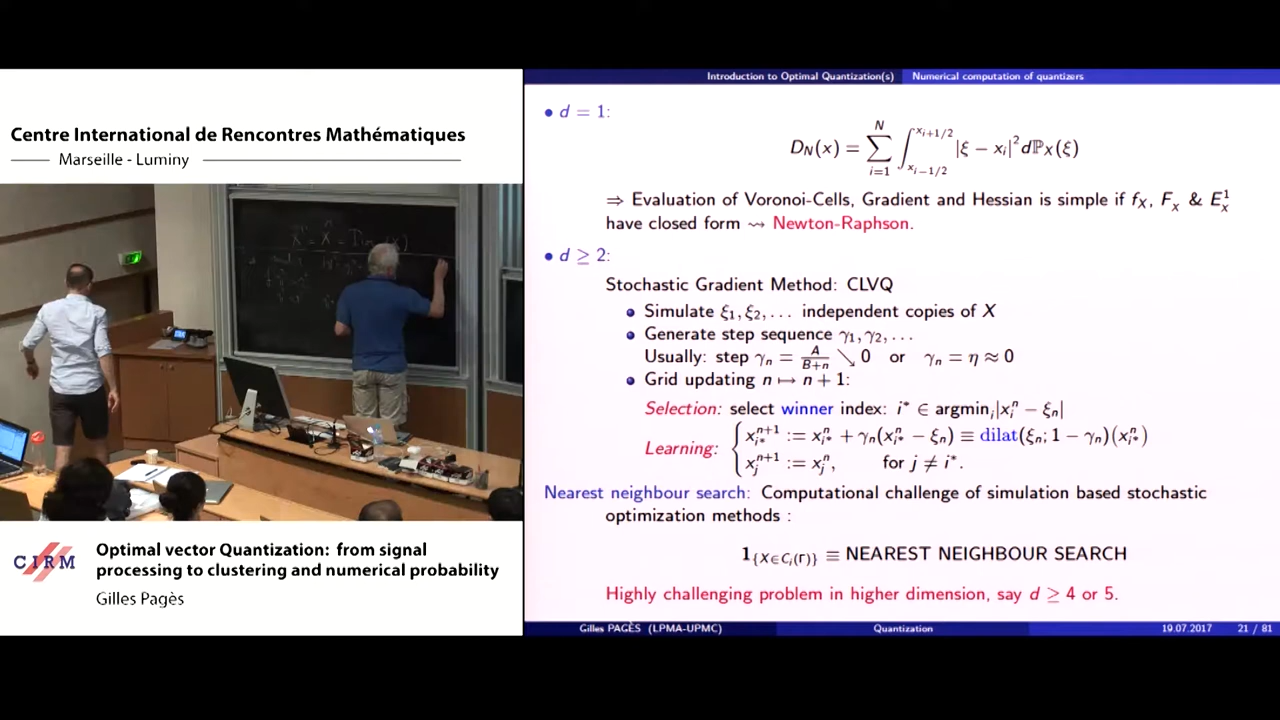 Centre International de Rencontres Mathématiques
Marseille - Luminy
CIRM
Optimal vector Quantization: from signal
processing to clustering and numerical probability
Gilles Pagès
Introduction to Optimal Quantization(s) Numerical computation of quantizers
• d = 1:
D_N(x) = ∑_{i=1}^{N} ∫_{x_{i−1/2}}^{x_{i+1/2}} |ξ − x_i|² dℙ_X(ξ)
⇒ Evaluation of Voronoi-Cells, Gradient and Hessian is simple if f_X, F_x & E_x^1
have closed form ⇝ Newton-Raphson.
• d ≥ 2:
Stochastic Gradient Method: CLVQ
• Simulate ξ_1, ξ_2, . . . independent copies of X
• Generate step sequence γ_1, γ_2, . . .
Usually: step γ_n = A/(B+n) ↘ 0 or γ_n = η ≈ 0
• Grid updating n ↦ n + 1:
Selection: select winner index: i* ∈ argmin_i |x_i^n − ξ_n|
Learning: { x_{i*}^{n+1} := x_{i*}^n + γ_n(x_{i*}^n − ξ_n) ≡ dilat(ξ_n; 1 − γ_n)(x_{i*}^n)
x_j^{n+1} := x_j^n, for j ≠ i*.
Nearest neighbour search: Computational challenge of simulation based stochastic
optimization methods :
1_{X∈C_i(Γ)} ≡ NEAREST NEIGHBOUR SEARCH
Highly challenging problem in higher dimension, say d ≥ 4 or 5.
Gilles PAGÈS (LPMA-UPMC) Quantization 19.07.2017 21 / 81